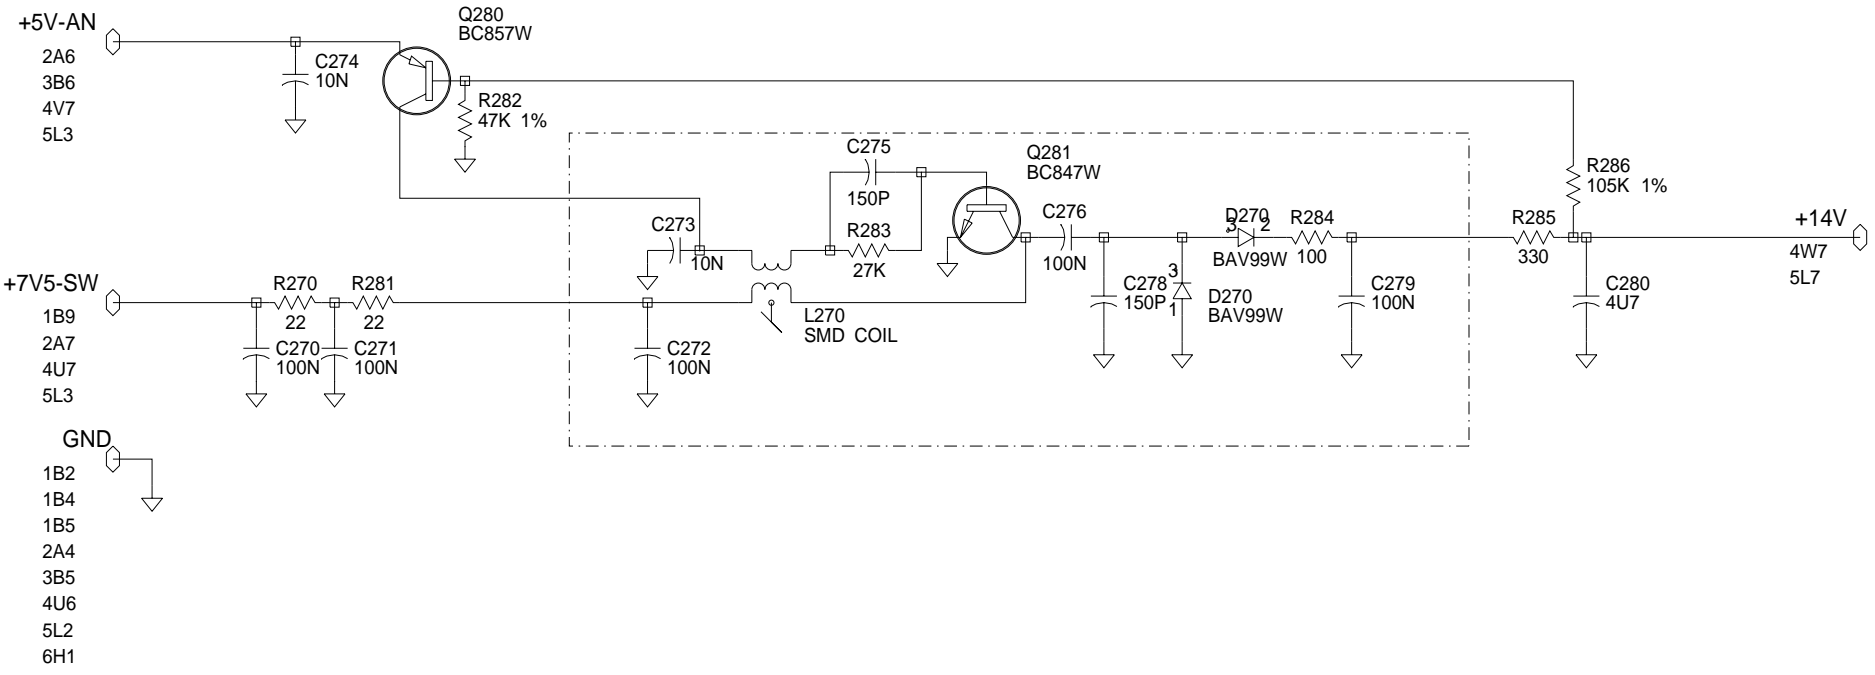 +5V-AN
2A6
3B6
4V7
5L3
C274
10N
Q280
BC857W
R282
47K 1%
C275
150P
R283
27K
Q281
BC847W
C273
10N
C276
100N
D270
3 2
BAV99W
R284
100
R285
330
R286
105K 1%
+14V
4W7
5L7
+7V5-SW
1B9
2A7
4U7
5L3
R270
22
R281
22
C270
100N
C271
100N
C272
100N
L270
SMD COIL
C278
150P
3
1
D270
BAV99W
C279
100N
C280
4U7
GND
1B2
1B4
1B5
2A4
3B5
4U6
5L2
6H1